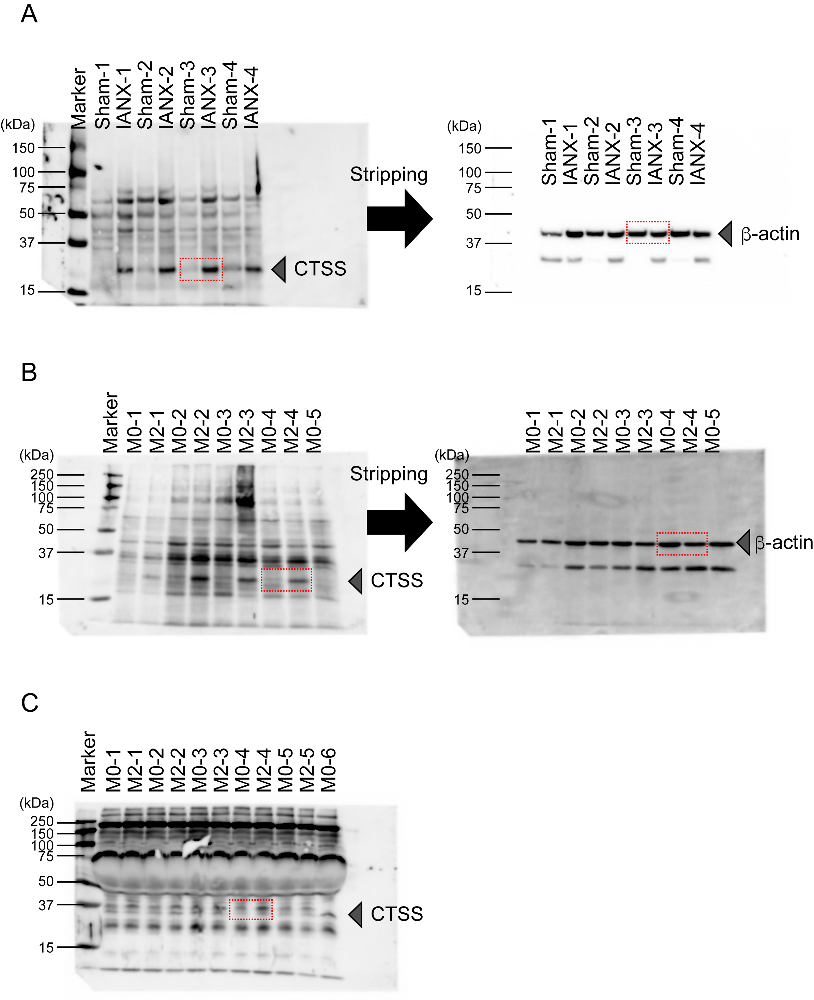 A
Marker
Sham-1
IANX-1
Sham-2
IANX-2
Sham-3
IANX-3
Sham-4
IANX-4
(kDa)
150
100
75
50
37
15
CTSS
Stripping
Sham-1
IANX-1
Sham-2
IANX-2
Sham-3
IANX-3
Sham-4
IANX-4
(kDa)
150
100
75
50
37
15
β-actin
B
Marker
M0-1
M2-1
M0-2
M2-2
M0-3
M2-3
M0-4
M2-4
M0-5
(kDa)
250
150
100
75
50
37
15
CTSS
Stripping
M0-1
M2-1
M0-2
M2-2
M0-3
M2-3
M0-4
M2-4
M0-5
(kDa)
250
150
100
75
50
37
15
β-actin
C
Marker
M0-1
M2-1
M0-2
M2-2
M0-3
M2-3
M0-4
M2-4
M0-5
M2-5
M0-6
(kDa)
250
150
100
75
50
37
15
CTSS